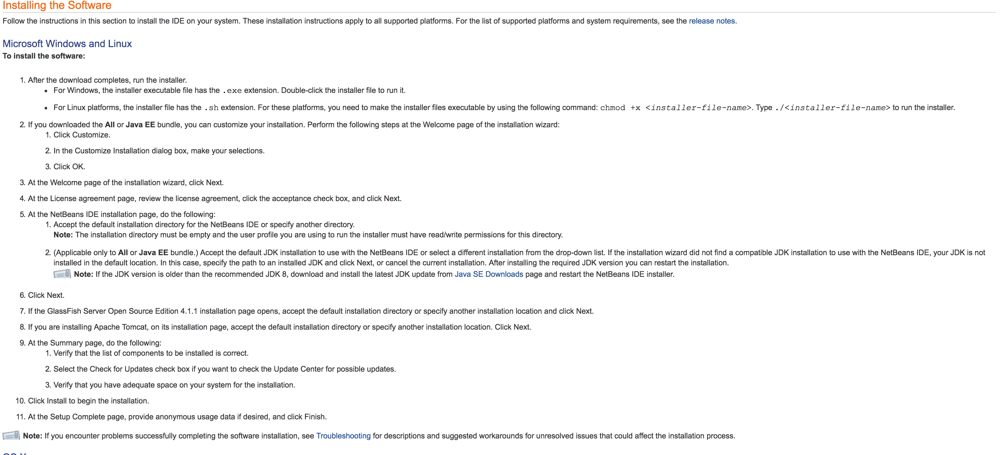 Installing the Software
Follow the instructions in this section to install the IDE on your system. These installation instructions apply to all supported platforms. For the list of supported platforms and system requirements, see the release notes.
Microsoft Windows and Linux
To install the software:
1. After the download completes, run the installer.
• For Windows, the installer executable file has the .exe extension. Double-click the installer file to run it.
• For Linux platforms, the installer file has the .sh extension. For these platforms, you need to make the installer files executable by using the following command: chmod +x <installer-file-name>. Type ./<installer-file-name> to run the installer.
2. If you downloaded the All or Java EE bundle, you can customize your installation. Perform the following steps at the Welcome page of the installation wizard:
1. Click Customize.
2. In the Customize Installation dialog box, make your selections.
3. Click OK.
3. At the Welcome page of the installation wizard, click Next.
4. At the License agreement page, review the license agreement, click the acceptance check box, and click Next.
5. At the NetBeans IDE installation page, do the following:
1. Accept the default installation directory for the NetBeans IDE or specify another directory.
Note: The installation directory must be empty and the user profile you are using to run the installer must have read/write permissions for this directory.
2. (Applicable only to All or Java EE bundle.) Accept the default JDK installation to use with the NetBeans IDE or select a different installation from the drop-down list. If the installation wizard did not find a compatible JDK installation to use with the NetBeans IDE, your JDK is not
installed in the default location. In this case, specify the path to an installed JDK and click Next, or cancel the current installation. After installing the required JDK version you can restart the installation.
Note: If the JDK version is older than the recommended JDK 8, download and install the latest JDK update from Java SE Downloads page and restart the NetBeans IDE installer.
6. Click Next.
7. If the GlassFish Server Open Source Edition 4.1.1 installation page opens, accept the default installation directory or specify another installation location and click Next.
8. If you are installing Apache Tomcat, on its installation page, accept the default installation directory or specify another installation location. Click Next.
9. At the Summary page, do the following:
1. Verify that the list of components to be installed is correct.
2. Select the Check for Updates check box if you want to check the Update Center for possible updates.
3. Verify that you have adequate space on your system for the installation.
10. Click Install to begin the installation.
11. At the Setup Complete page, provide anonymous usage data if desired, and click Finish.
Note: If you encounter problems successfully completing the software installation, see Troubleshooting for descriptions and suggested workarounds for unresolved issues that could affect the installation process.